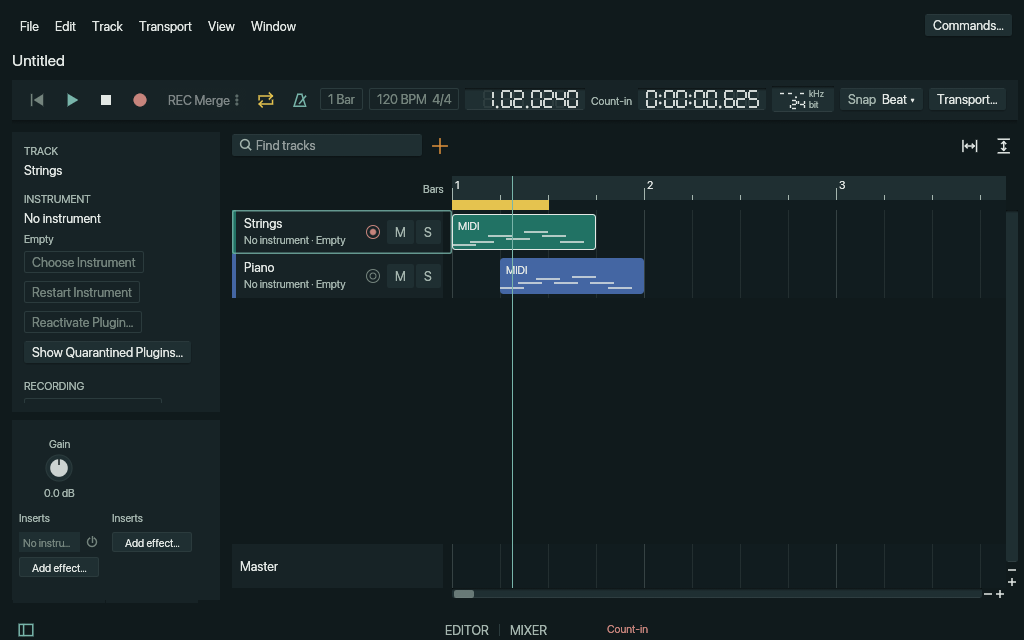 File Edit Track Transport View Window Commands...
Untitled
REC Merge 1 Bar 120 BPM 4/4 1.02.0240 Count-in 0:00:00.625 --.- kHz -.24 bit Snap Beat Transport...
TRACK
Strings
INSTRUMENT
No instrument
Empty
Choose Instrument
Restart Instrument
Reactivate Plugin...
Show Quarantined Plugins...
RECORDING
Gain
0.0 dB
Inserts Inserts
No instru... Add effect...
Add effect...
Find tracks
Bars 1 2 3
Strings M S MIDI
No instrument · Empty
Piano M S MIDI
No instrument · Empty
Master
EDITOR MIXER Count-in